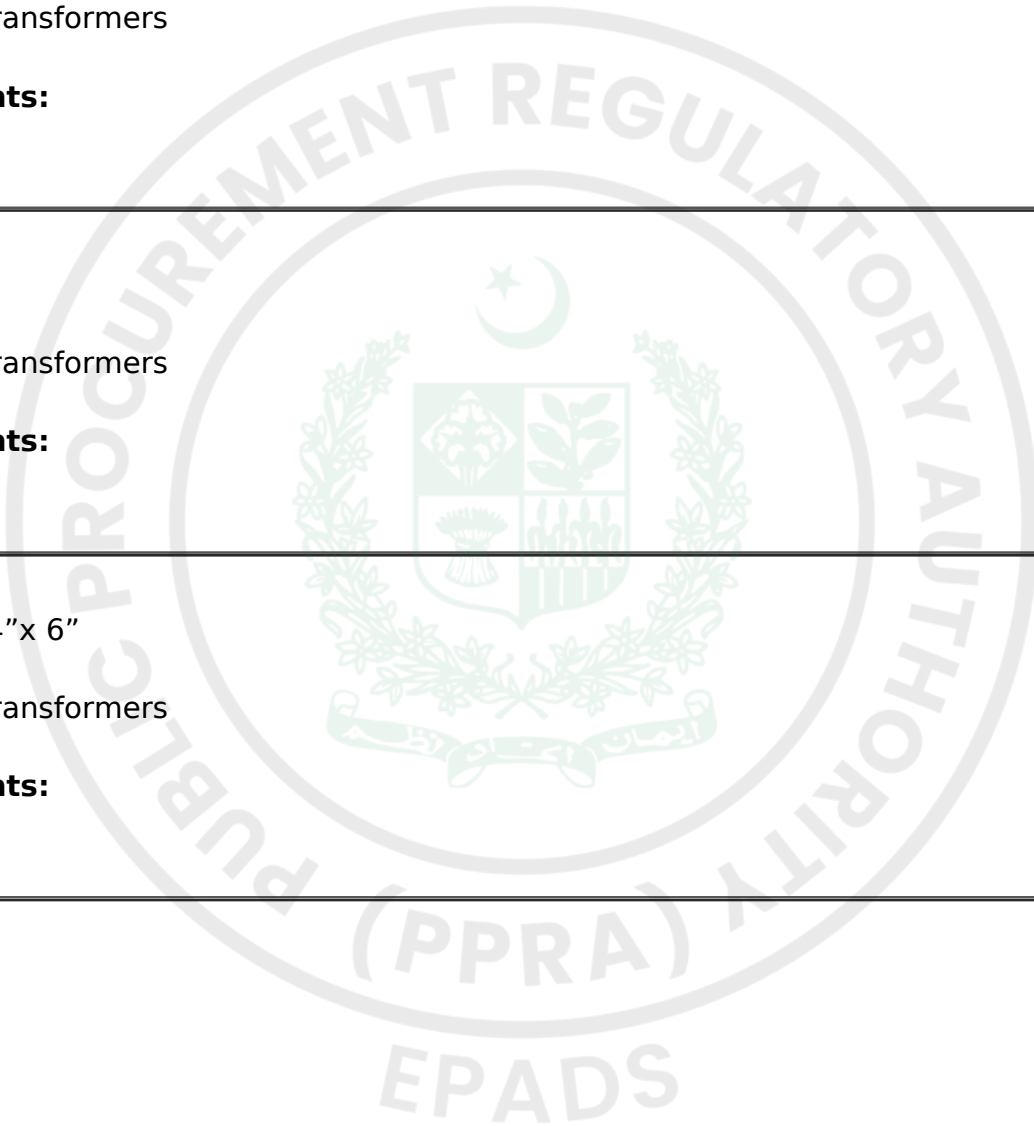 ransformers
nts:
ransformers
nts:
”x 6”
ransformers
nts:
PUBLIC PROCUREMENT REGULATORY AUTHORITY
(PPRA)
EPADS